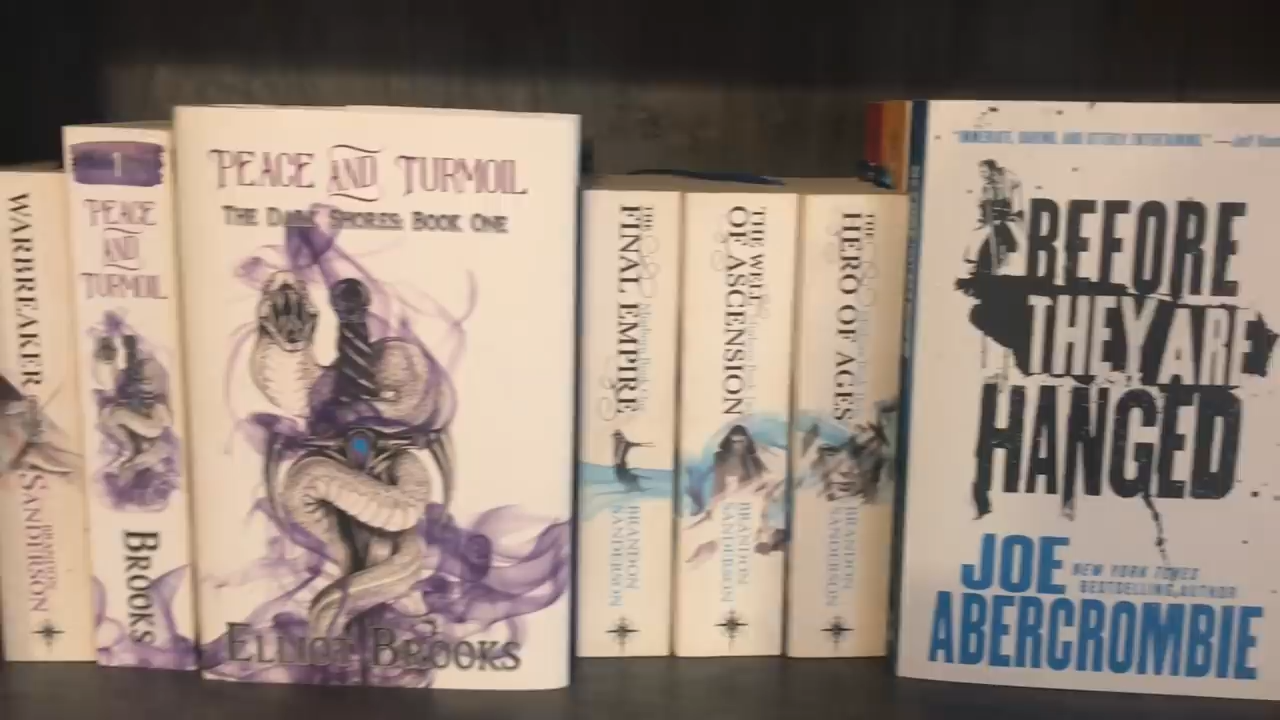 WARBREAKER
BRANDON
SANDERSON
1
PEACE
AND
TURMOIL
BROOKS
PEACE AND TURMOIL
THE DARK SHORES: BOOK ONE
ELLIOT BROOKS
THE
FINAL EMPIRE
BRANDON
SANDERSON
THE WELL
OF ASCENSION
BRANDON
SANDERSON
THE
HERO OF AGES
BRANDON
SANDERSON
BEFORE
THEY ARE
HANGED
JOE
NEW YORK TIMES
BESTSELLING AUTHOR
ABERCROMBIE